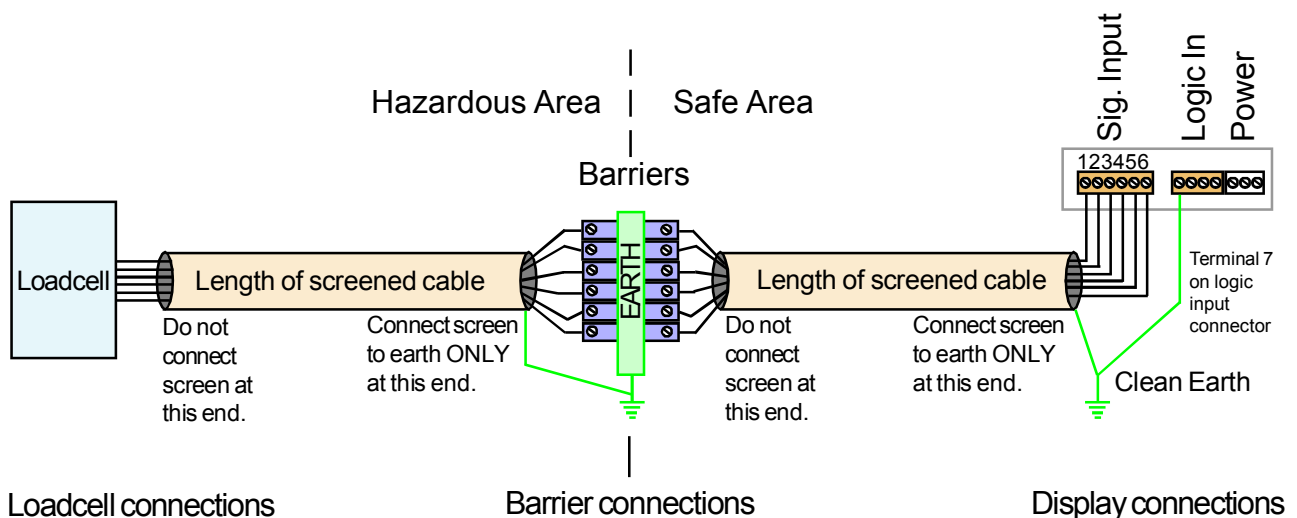 Hazardous Area
Safe Area
Barriers
Sig. Input
Logic In
Power
123456
Loadcell
Length of screened cable
EARTH
Length of screened cable
Terminal 7
on logic
input
connector
Do not
connect
screen at
this end.
Connect screen
to earth ONLY
at this end.
Do not
connect
screen at
this end.
Connect screen
to earth ONLY
at this end.
Clean Earth
Loadcell connections
Barrier connections
Display connections